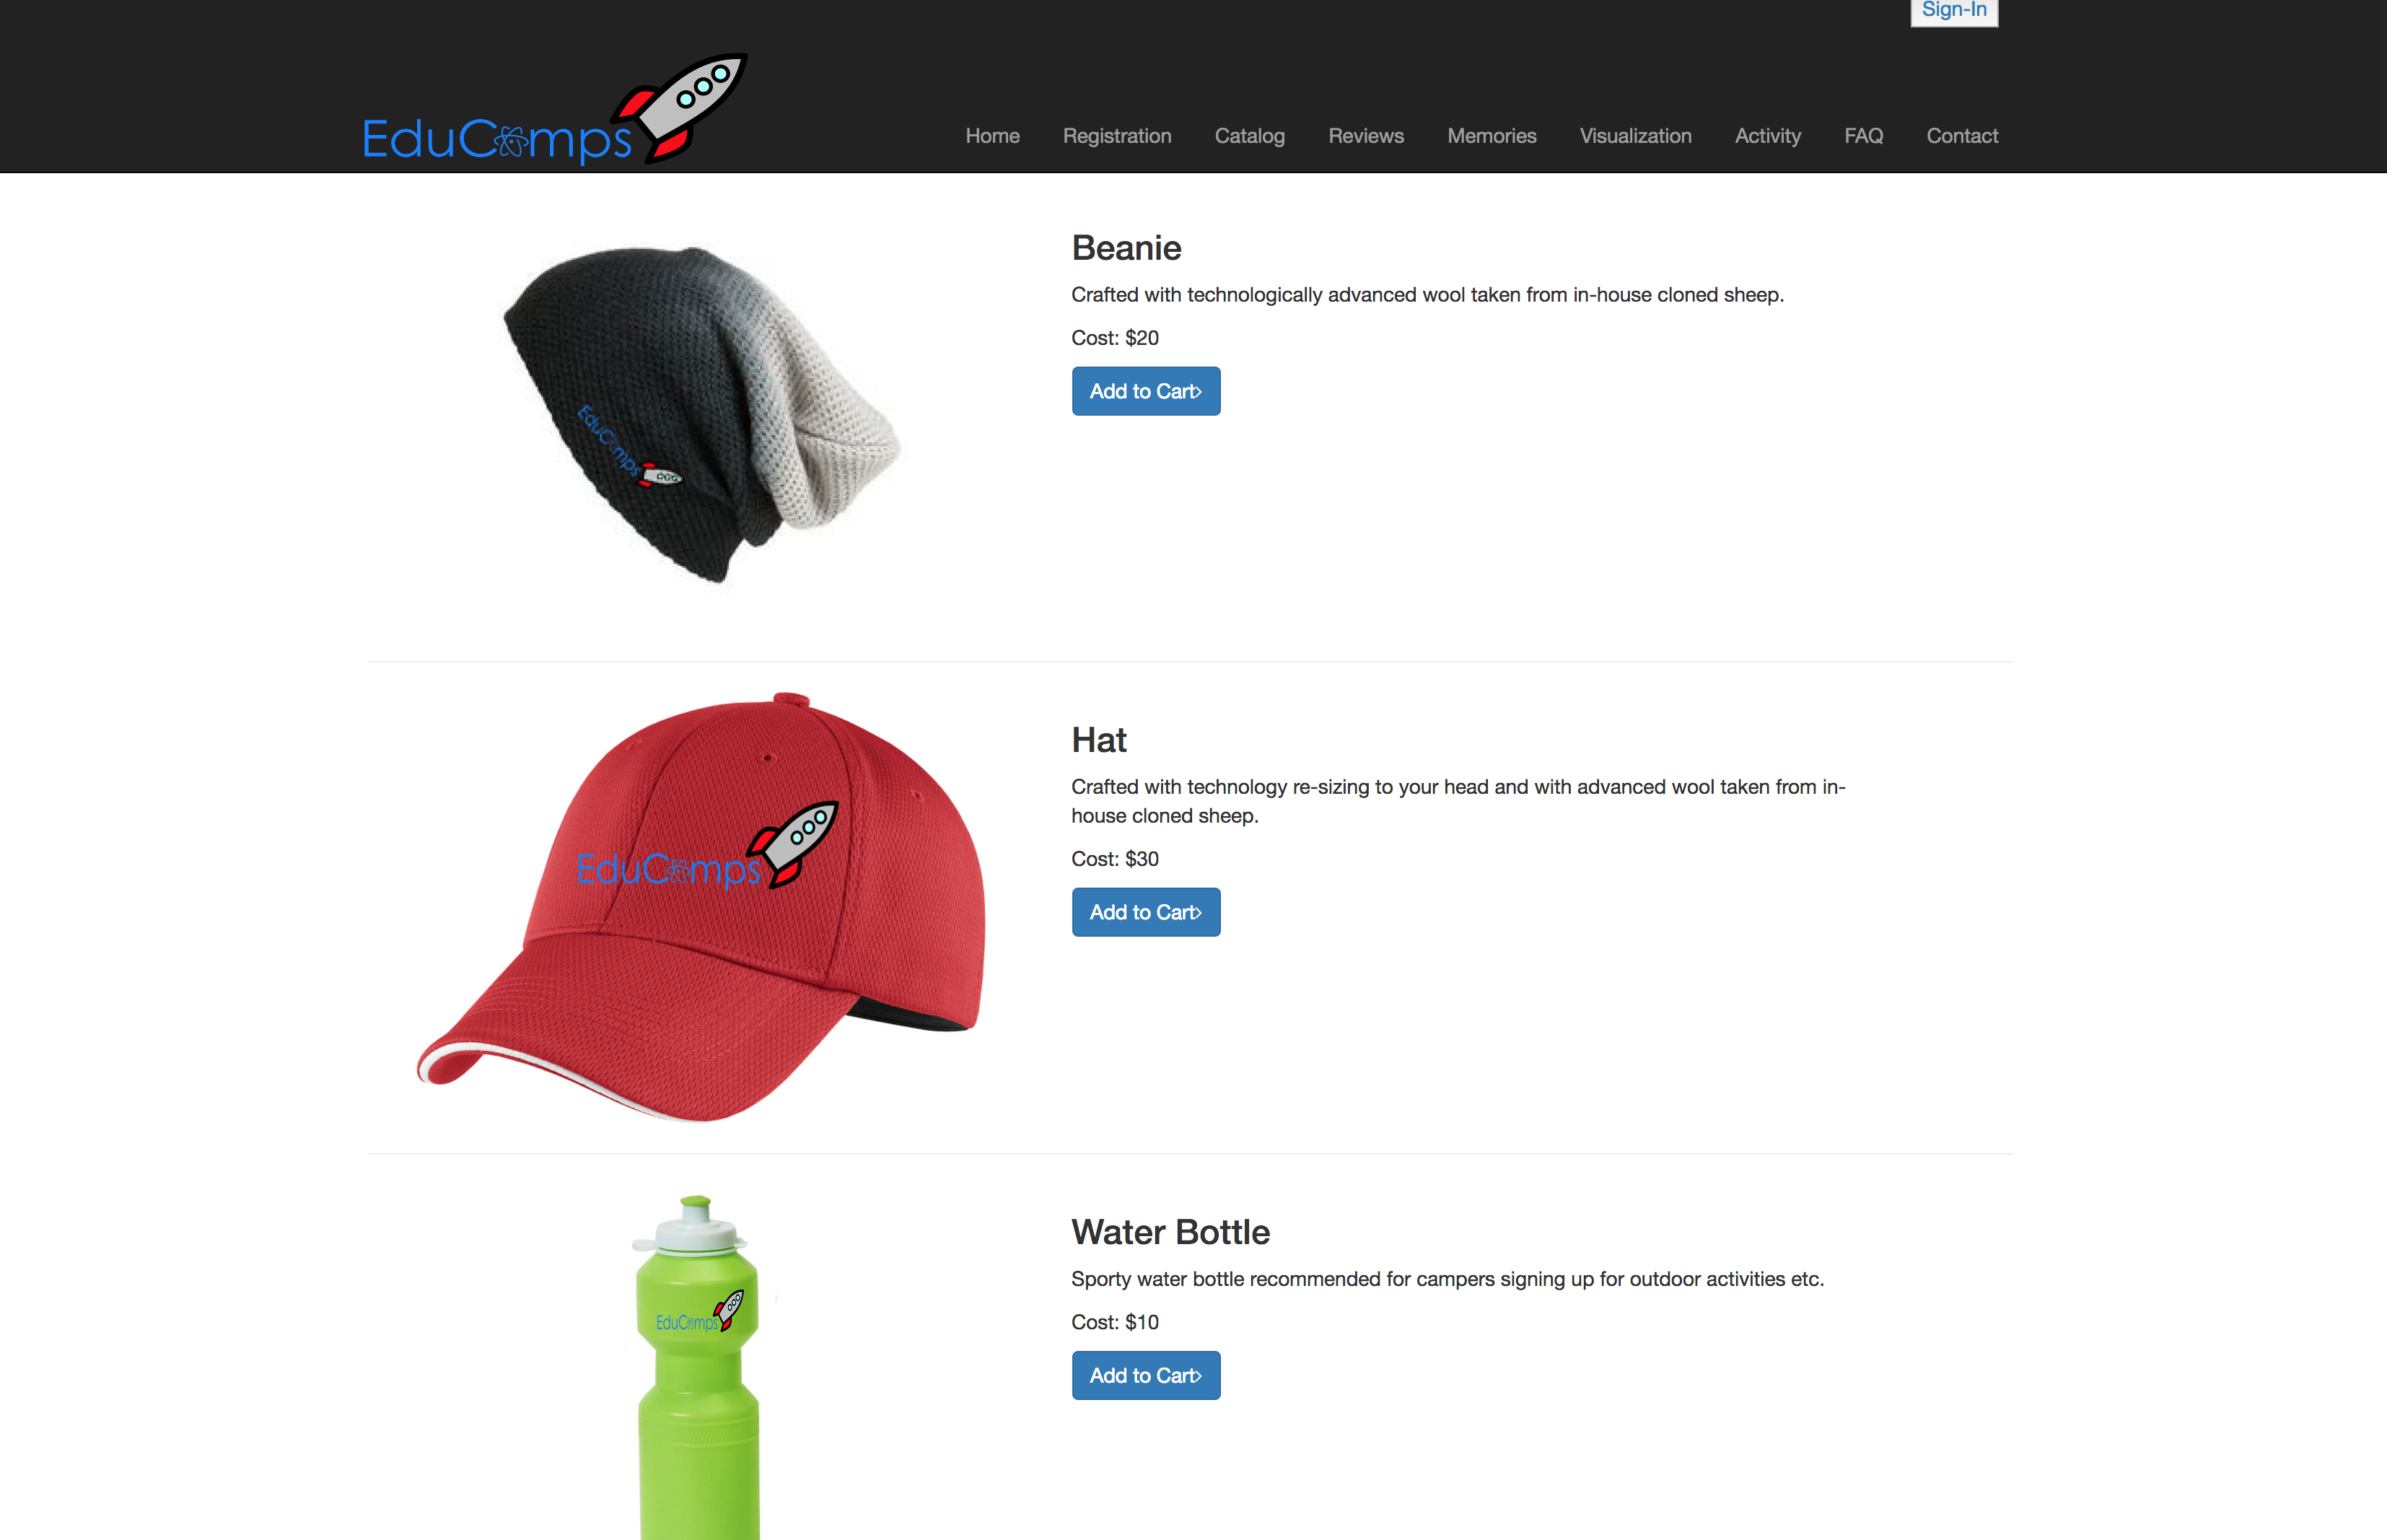 Sign-In
EduCamps
Home Registration Catalog Reviews Memories Visualization Activity FAQ Contact
Beanie
Crafted with technologically advanced wool taken from in-house cloned sheep.
Cost: $20
Add to Cart
EduCamps
Hat
Crafted with technology re-sizing to your head and with advanced wool taken from in-
house cloned sheep.
Cost: $30
Add to Cart
EduCamps
Water Bottle
Sporty water bottle recommended for campers signing up for outdoor activities etc.
Cost: $10
Add to Cart
EduCamps